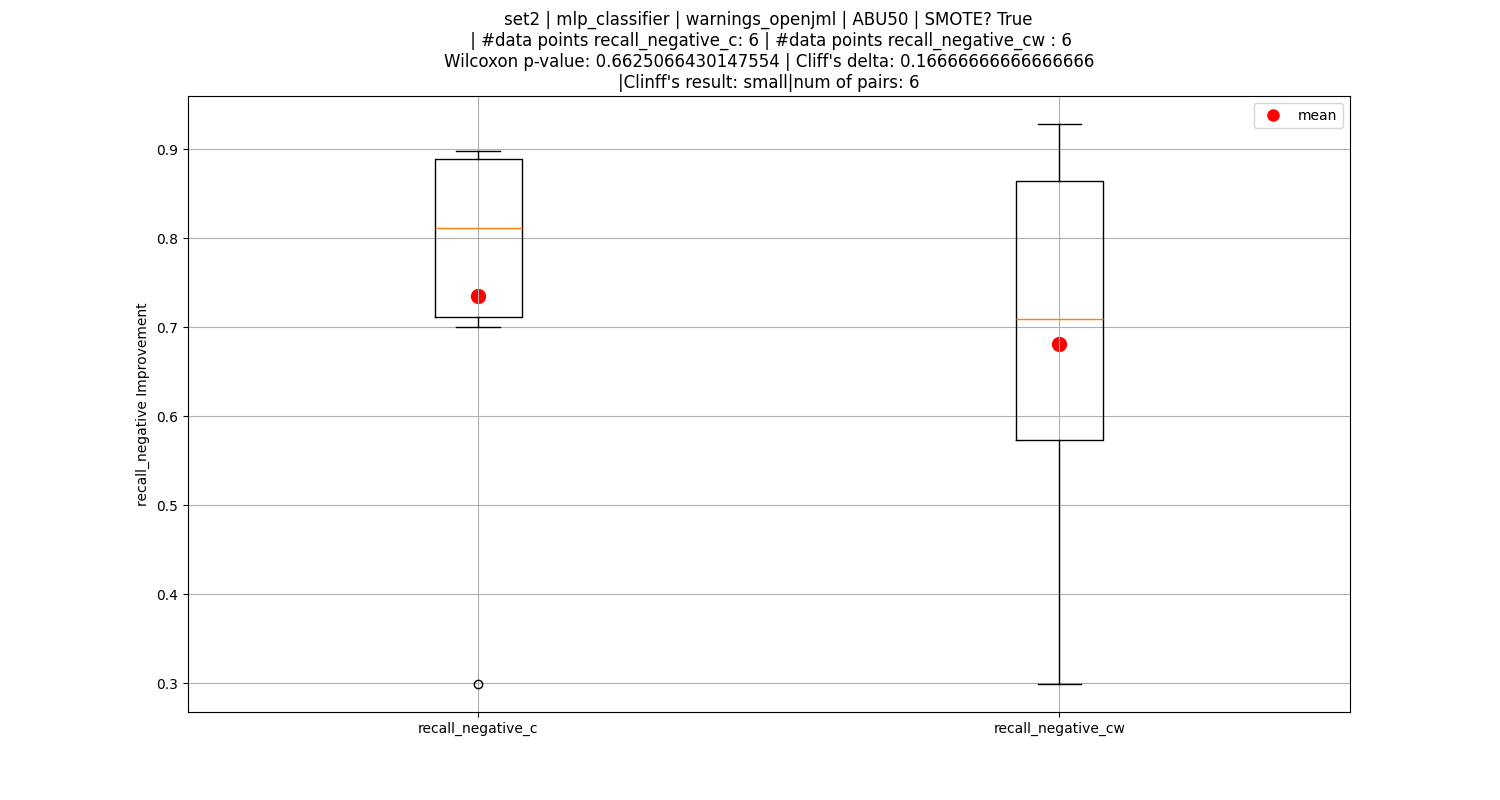 set2 | mlp_classifier | warnings_openjml | ABU50 | SMOTE? True
| #data points recall_negative_c: 6 | #data points recall_negative_cw : 6
Wilcoxon p-value: 0.6625066430147554 | Cliff's delta: 0.16666666666666666
|Clinff's result: small|num of pairs: 6
mean
0.9
0.8
0.7
0.6
0.5
0.4
0.3
recall_negative Improvement
recall_negative_c
recall_negative_cw